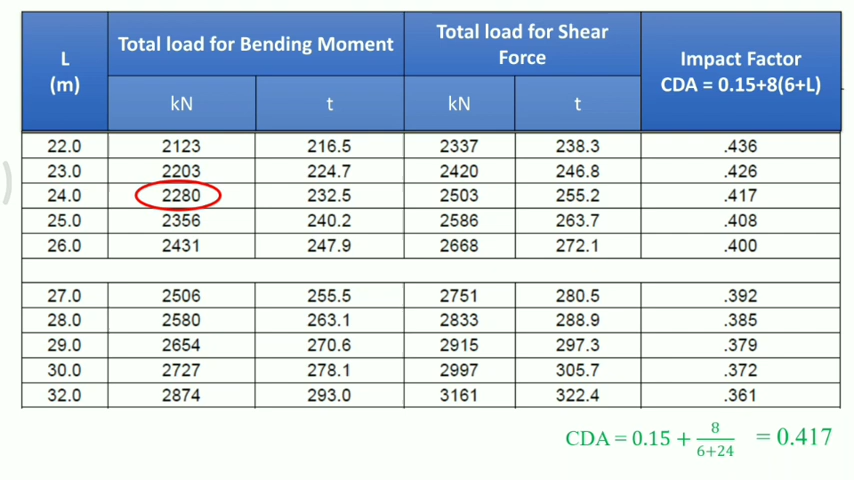 L
(m)
Total load for Bending Moment
Total load for Shear
Force
Impact Factor
CDA = 0.15+8(6+L)
kN t kN t
22.0 2123 216.5 2337 238.3 .436
23.0 2203 224.7 2420 246.8 .426
24.0 2280 232.5 2503 255.2 .417
25.0 2356 240.2 2586 263.7 .408
26.0 2431 247.9 2668 272.1 .400
27.0 2506 255.5 2751 280.5 .392
28.0 2580 263.1 2833 288.9 .385
29.0 2654 270.6 2915 297.3 .379
30.0 2727 278.1 2997 305.7 .372
32.0 2874 293.0 3161 322.4 .361
CDA = 0.15 + 8/6+24 = 0.417